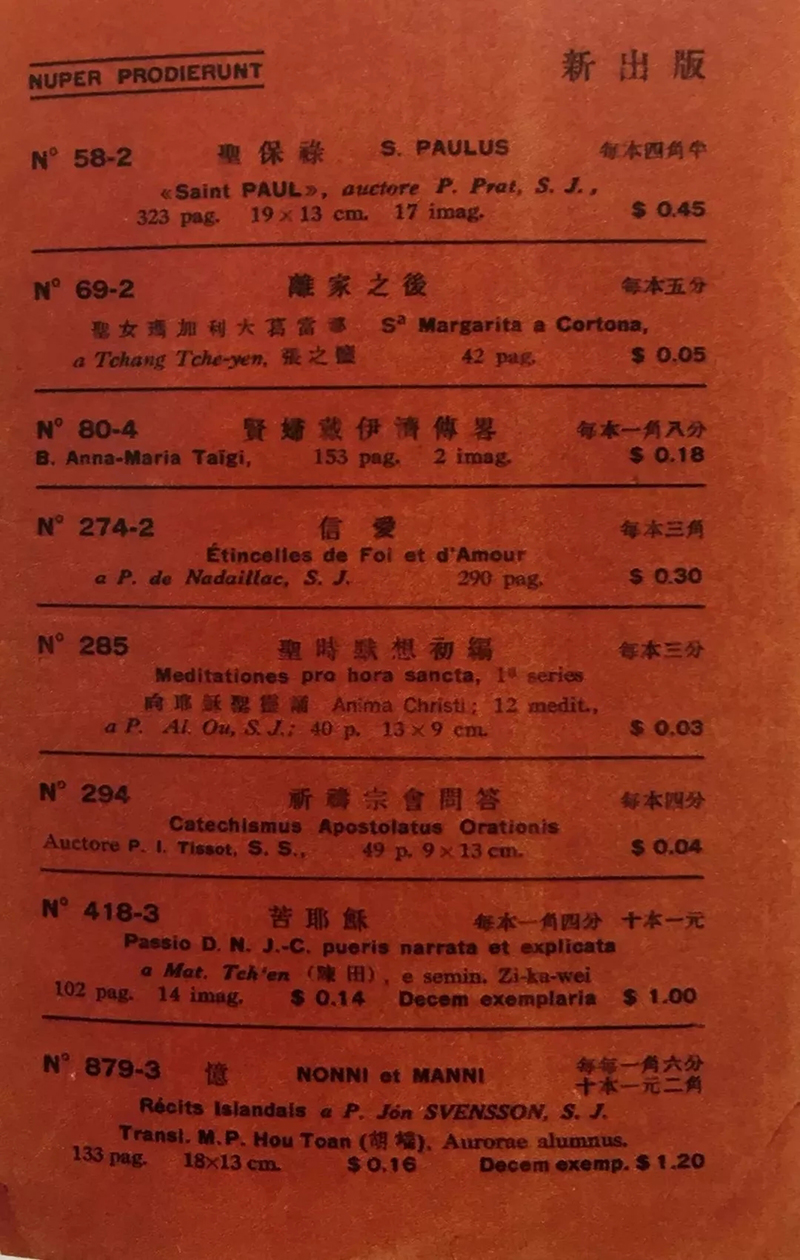 NUPER PRODIERUNT 新出版
N° 58-2 聖保祿 S. PAULUS 每本四角半
«Saint PAUL», auctore P. Prat, S. J.,
323 pag. 19 × 13 cm. 17 imag. $ 0.45
N° 69-2 離家之後 每本五分
聖女瑪加利大 Sª Margarita a Cortona,
a Tchang Tche-yen, 張之 42 pag. $ 0.05
N° 80-4 賢婦戴伊濟傳畧 每本一角八分
B. Anna-Maria Taïgi, 153 pag. 2 imag. $ 0.18
N° 274-2 信愛 每本三角
Étincelles de Foi et d'Amour
a P. de Nadaillac, S. J. 290 pag. $ 0.30
N° 285 聖時默想初編 每本三分
Meditationes pro hora sancta, 1ª series
向耶穌聖靈誦 Anima Christi; 12 medit.,
a P. Al. Ou, S. J.; 40 p. 13 × 9 cm. $ 0.03
N° 294 祈禱宗會問答 每本四分
Catechismus Apostolatus Orationis
Auctore P. I. Tissot, S. S., 49 p. 9 × 13 cm. $ 0.04
N° 418-3 苦耶穌 每本一角四分 十本一元
Passio D. N. J.-C. pueris narrata et explicata
a Mat. Tch'en (陳田), e semin. Zi-ka-wei
102 pag. 14 imag. $ 0.14 Decem exemplaria $ 1.00
N° 879-3 憶 NONNI et MANNI 每每一角六分
十本一元二角
Récits Islandais a P. Jón SVENSSON, S. J.
Transl. M.P. Hou Toan (胡), Aurorae alumnus.
133 pag. 18×13 cm. $ 0.16 Decem exemp. $ 1.20